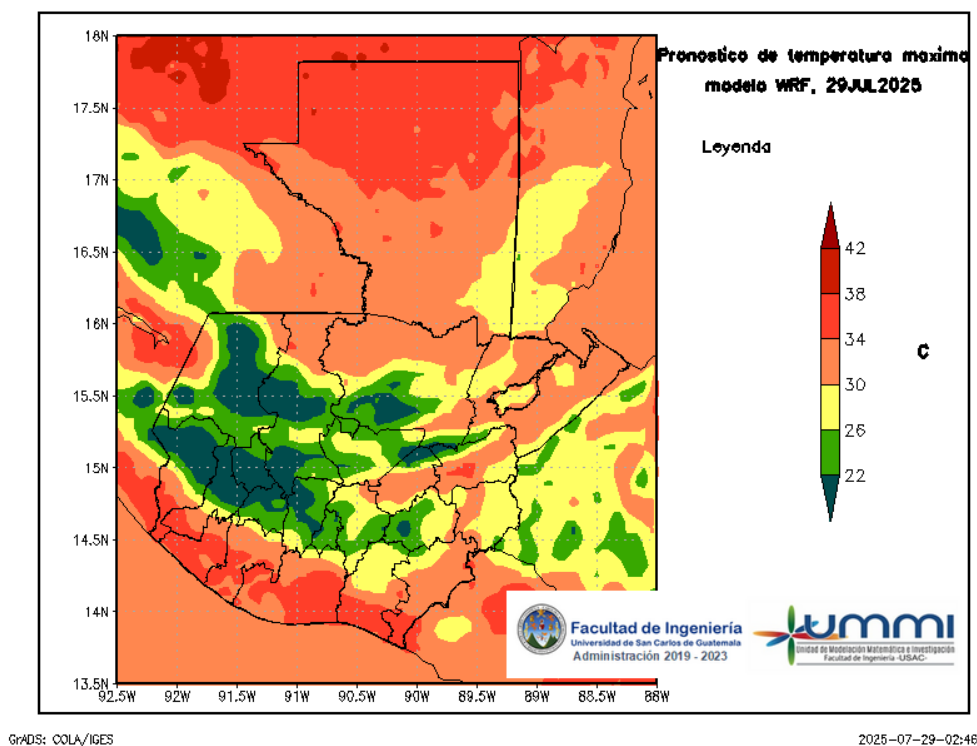 Pronostico de temperatura maxima
modelo WRF, 29JUL2025
Leyenda
18N
17.5N
17N
16.5N
16N
15.5N
15N
14.5N
14N
13.5N
92.5W
92W
91.5W
91W
90.5W
90W
89.5W
89W
88.5W
88W
42
38
34
30
26
22
C
Facultad de Ingeniería
Universidad de San Carlos de Guatemala
Administración 2019 - 2023
ummi
Unidad de Modelación Matemática e Investigación
Facultad de Ingeniería -USAC-
GrADS: COLA/IGES
2025-07-29-02:46